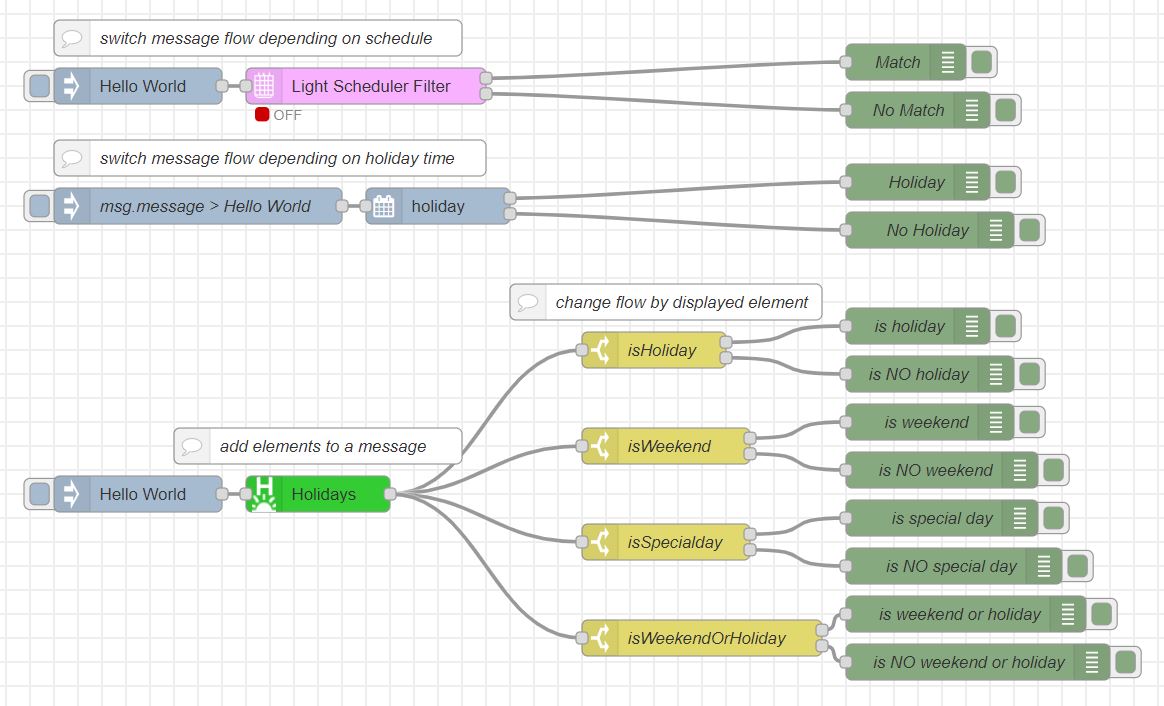 switch message flow depending on schedule
Hello World
Light Scheduler Filter
OFF
Match
No Match
switch message flow depending on holiday time
msg.message > Hello World
holiday
Holiday
No Holiday
change flow by displayed element
isHoliday
is holiday
is NO holiday
add elements to a message
Hello World
H
Holidays
isWeekend
is weekend
is NO weekend
isSpecialday
is special day
is NO special day
isWeekendOrHoliday
is weekend or holiday
is NO weekend or holiday